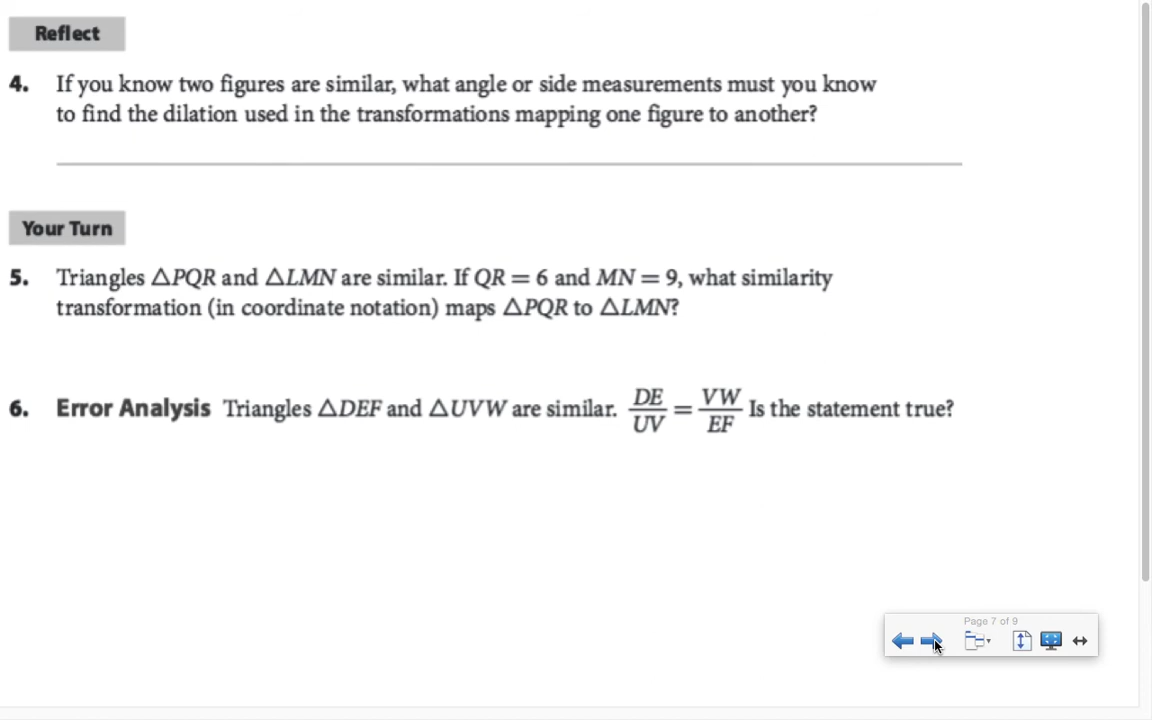 Reflect
4. If you know two figures are similar, what angle or side measurements must you know
to find the dilation used in the transformations mapping one figure to another?
Your Turn
5. Triangles △PQR and △LMN are similar. If QR = 6 and MN = 9, what similarity
transformation (in coordinate notation) maps △PQR to △LMN?
6. Error Analysis Triangles △DEF and △UVW are similar. DE/UV = VW/EF Is the statement true?
Page 7 of 9